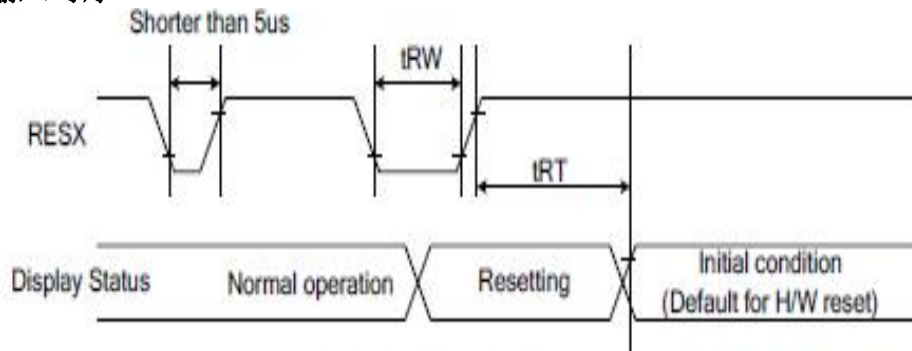 Shorter than 5us
tRW
RESX
tRT
Display Status
Normal operation
Resetting
Initial condition
(Default for H/W reset)